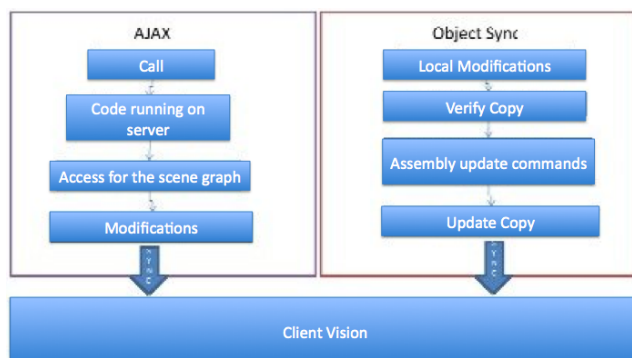 AJAX
Call
Code running on
server
Access for the scene graph
Modifications
Object Sync
Local Modifications
Verify Copy
Assembly update commands
Update Copy
Client Vision